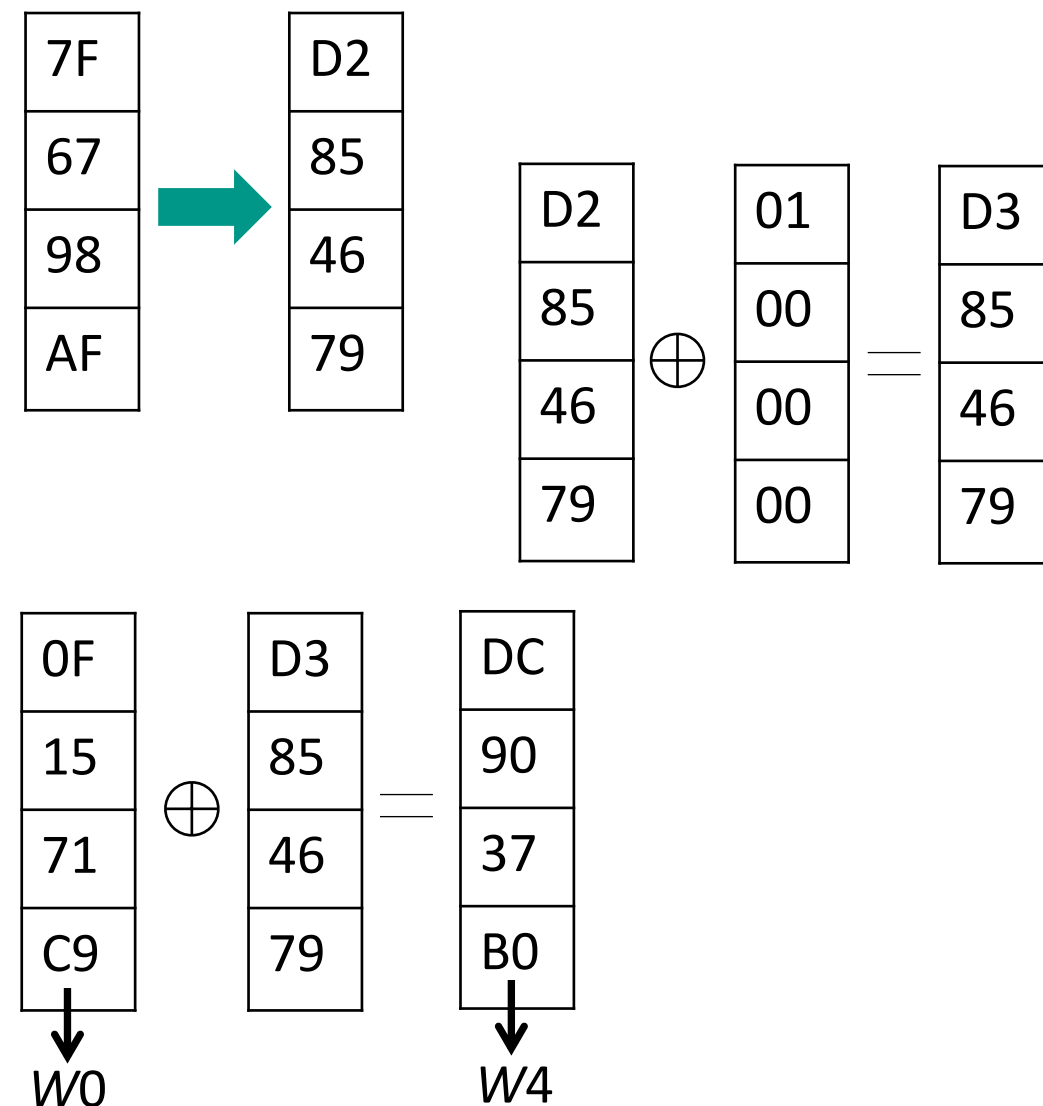 7F D2
67 85
98 46
AF 79
D2 01 D3
85 00 85
46 ⊕ 00 = 46
79 00 79
0F D3 DC
15 85 90
71 ⊕ 46 = 37
C9 79 B0
W0 W4